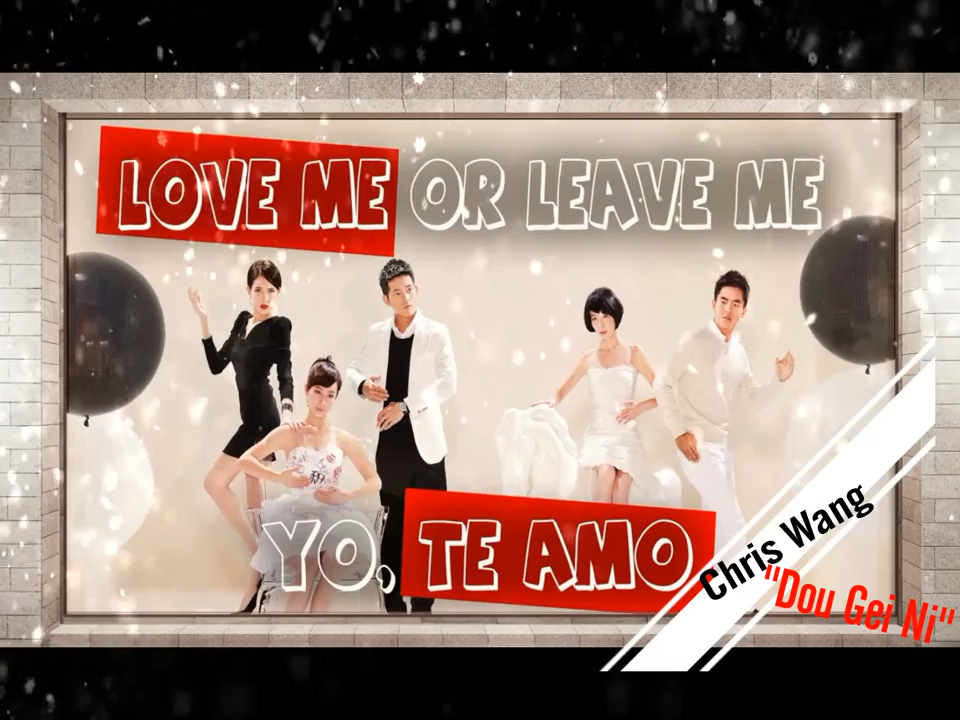 LOVE ME OR LEAVE ME
YO, TE AMO
Chris Wang
"Dou Gei Ni"